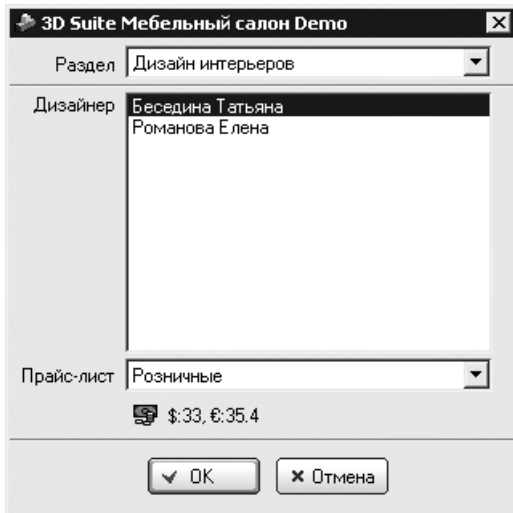 3D Suite Мебельный салон Demo
Раздел Дизайн интерьеров
Дизайнер Беседина Татьяна
Романова Елена
Прайс-лист Розничные
$:33, €:35.4
OK Отмена